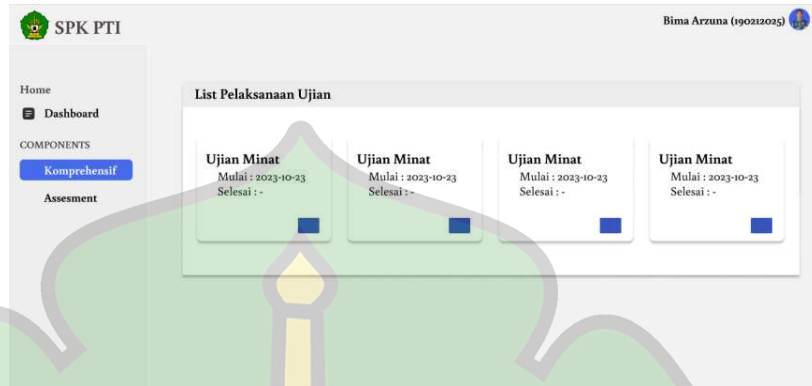 SPK PTI
Bima Arzuna (190212025)
Home
Dashboard
COMPONENTS
Komprehensif
Assesment
List Pelaksanaan Ujian
Ujian Minat
Mulai : 2023-10-23
Selesai : -
Ujian Minat
Mulai : 2023-10-23
Selesai : -
Ujian Minat
Mulai : 2023-10-23
Selesai : -
Ujian Minat
Mulai : 2023-10-23
Selesai : -